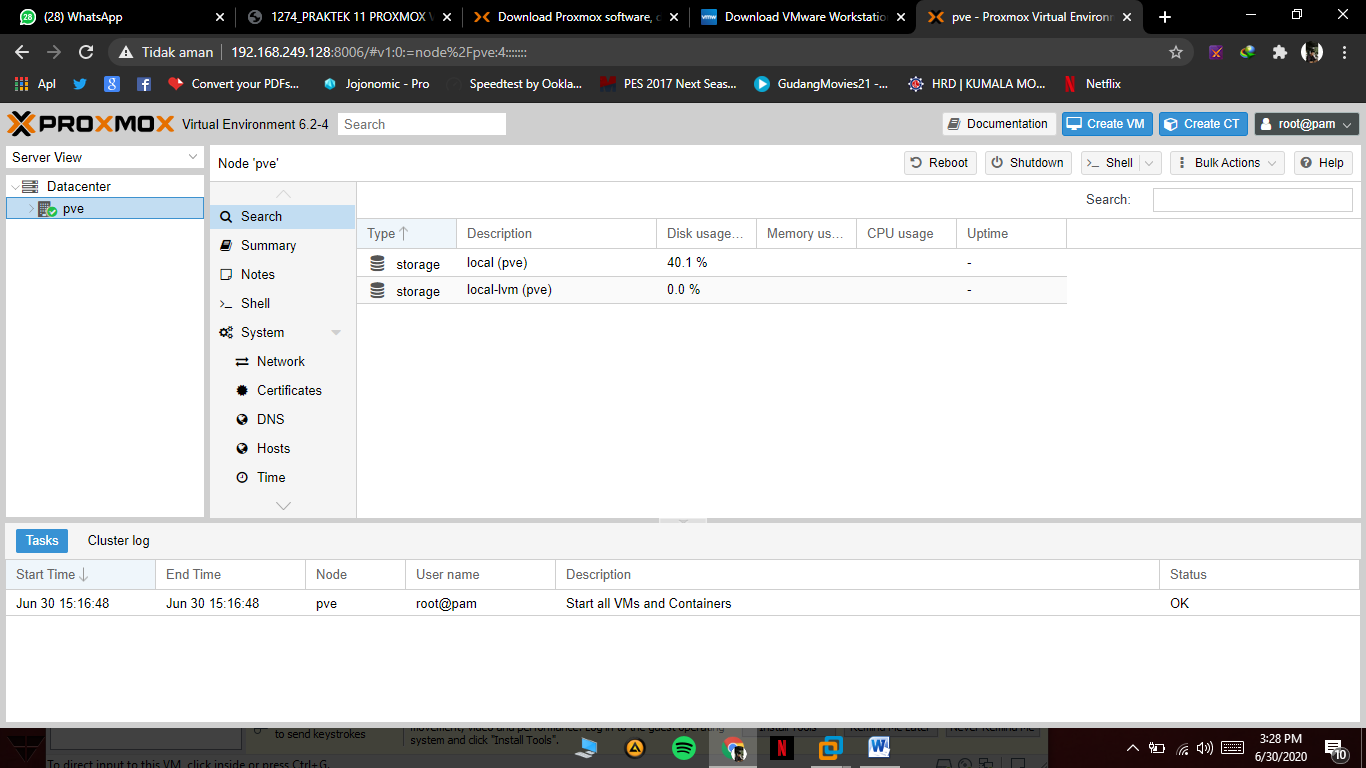 (28) WhatsApp
1274_PRAKTEK 11 PROXMOX V
Download Proxmox software, d
Download VMware Workstation
pve - Proxmox Virtual Environm
Tidak aman
192.168.249.128:8006/#v1:0:=node%2Fpve:4:::::::
Apl
Convert your PDFs...
Jojonomic - Pro
Speedtest by Ookla...
PES 2017 Next Seas...
GudangMovies21 -...
HRD | KUMALA MO...
Netflix
PROXMOX
Virtual Environment 6.2-4
Search
Documentation
Create VM
Create CT
root@pam
Server View
Node 'pve'
Reboot
Shutdown
Shell
Bulk Actions
Help
Datacenter
pve
Search
Summary
Notes
Shell
System
Network
Certificates
DNS
Hosts
Time
Search:
Type Description Disk usage... Memory us... CPU usage Uptime
storage local (pve) 40.1 % -
storage local-lvm (pve) 0.0 % -
Tasks Cluster log
Start Time End Time Node User name Description Status
Jun 30 15:16:48 Jun 30 15:16:48 pve root@pam Start all VMs and Containers OK
to send keystrokes
system and click "Install Tools".
To direct input to this VM, click inside or press Ctrl+G.
3:28 PM
6/30/2020
10